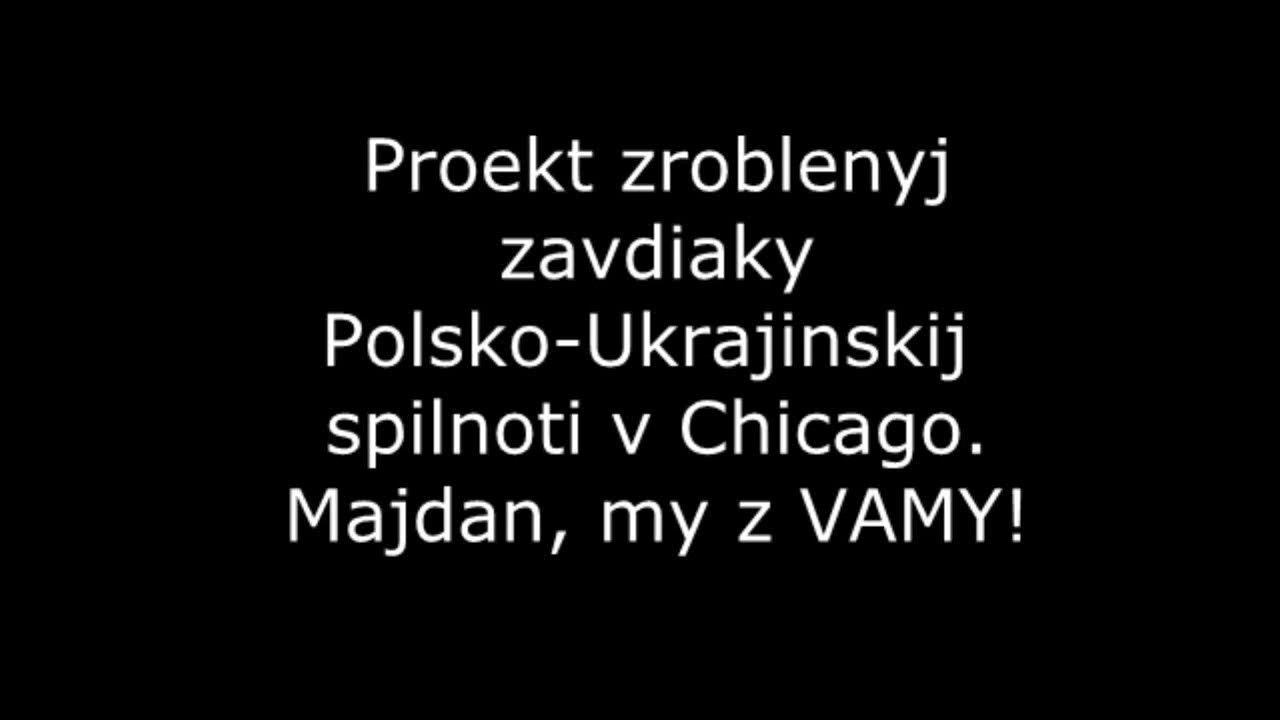 Proekt zroblenyj
zavdiaky
Polsko-Ukrajinskij
spilnoti v Chicago.
Majdan, my z VAMY!